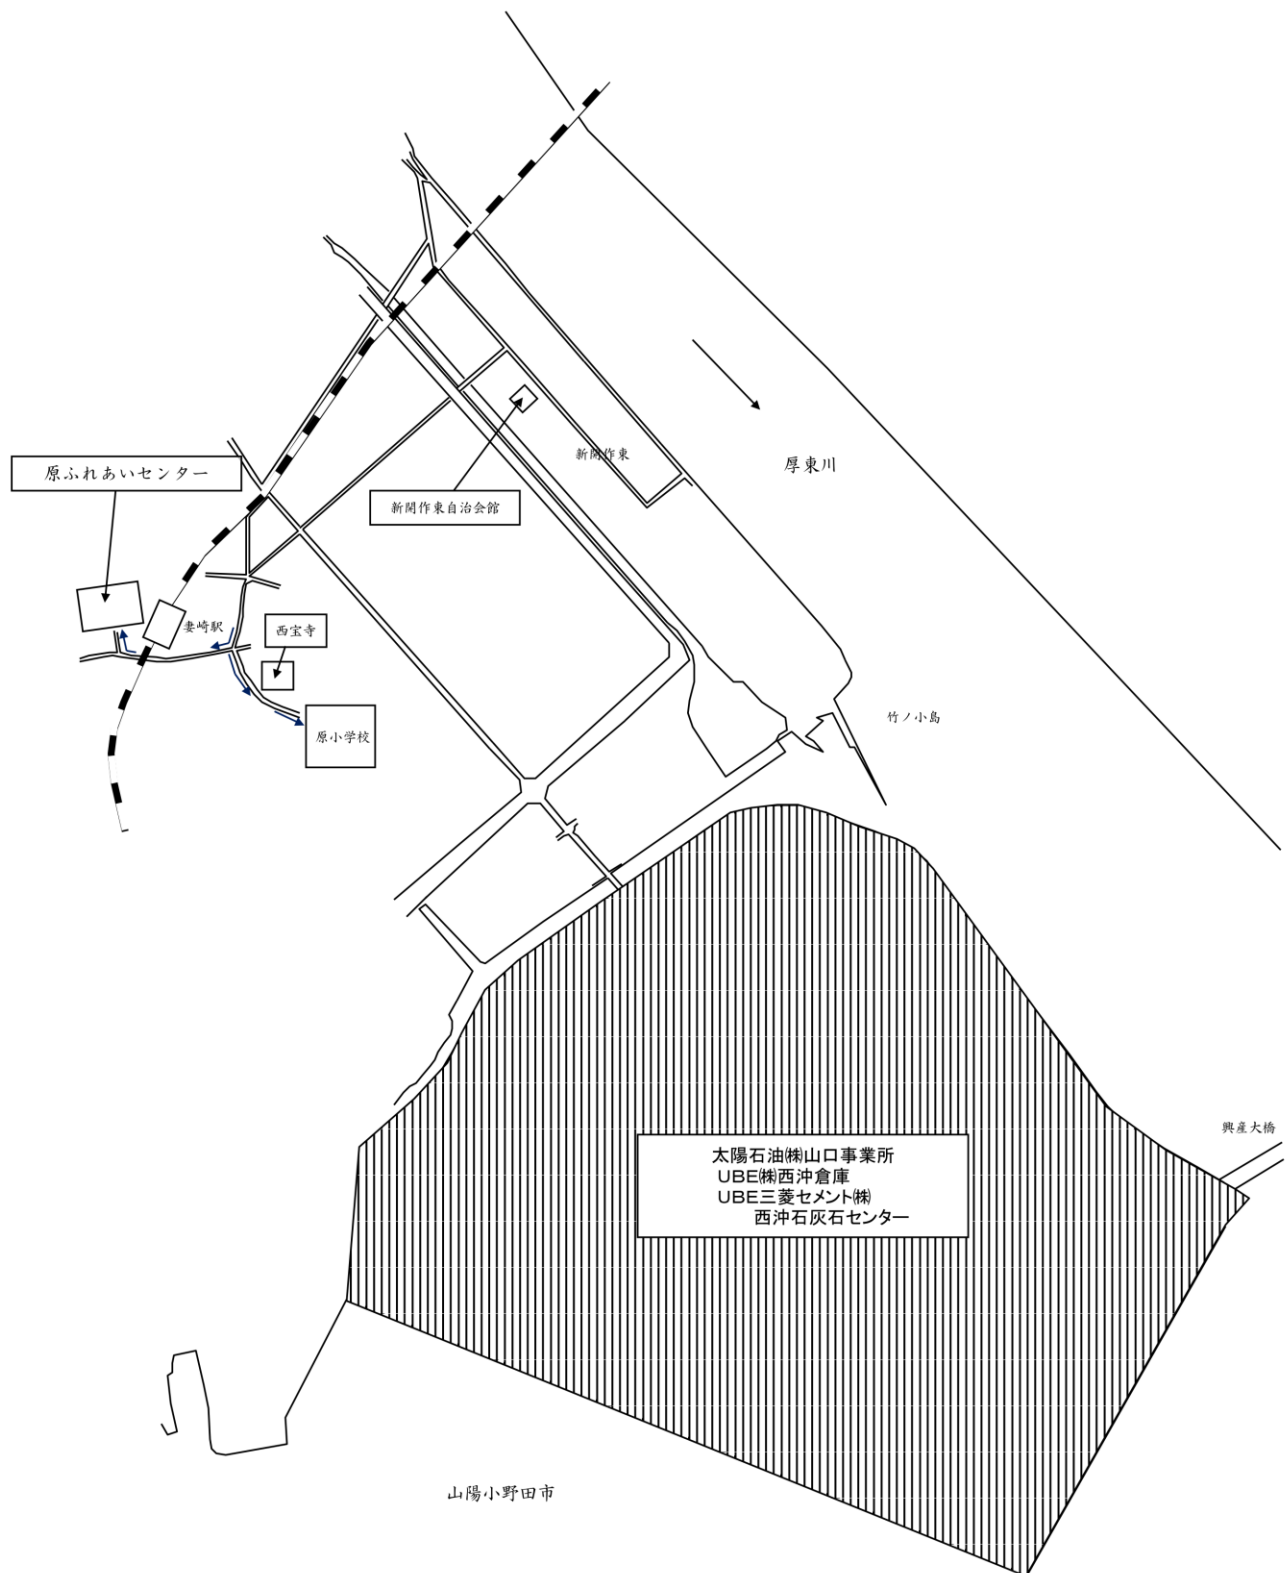 新開作東
厚東川
原ふれあいセンター
新開作東自治会館
妻崎駅
西宝寺
原小学校
竹ノ小島
興産大橋
太陽石油㈱山口事業所
UBE㈱西沖倉庫
UBE三菱セメント㈱
西沖石灰石センター
山陽小野田市